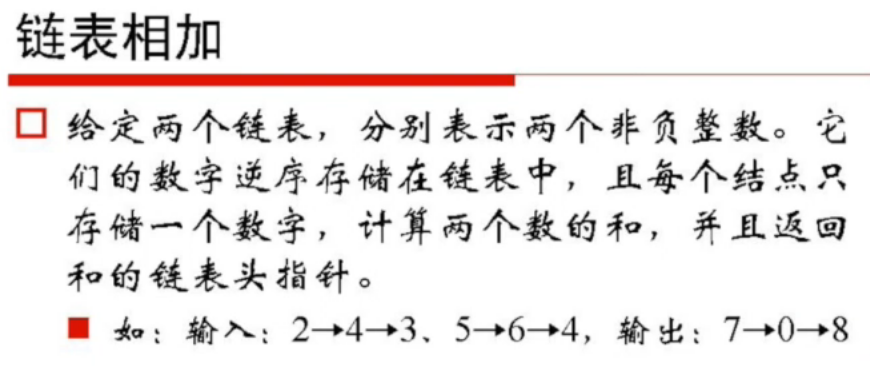 链表相加
给定两个链表，分别表示两个非负整数。它
们的数字逆序存储在链表中，且每个结点只
存储一个数字，计算两个数的和，并且返回
和的链表头指针。
如：输入：2→4→3、5→6→4，输出：7→0→8